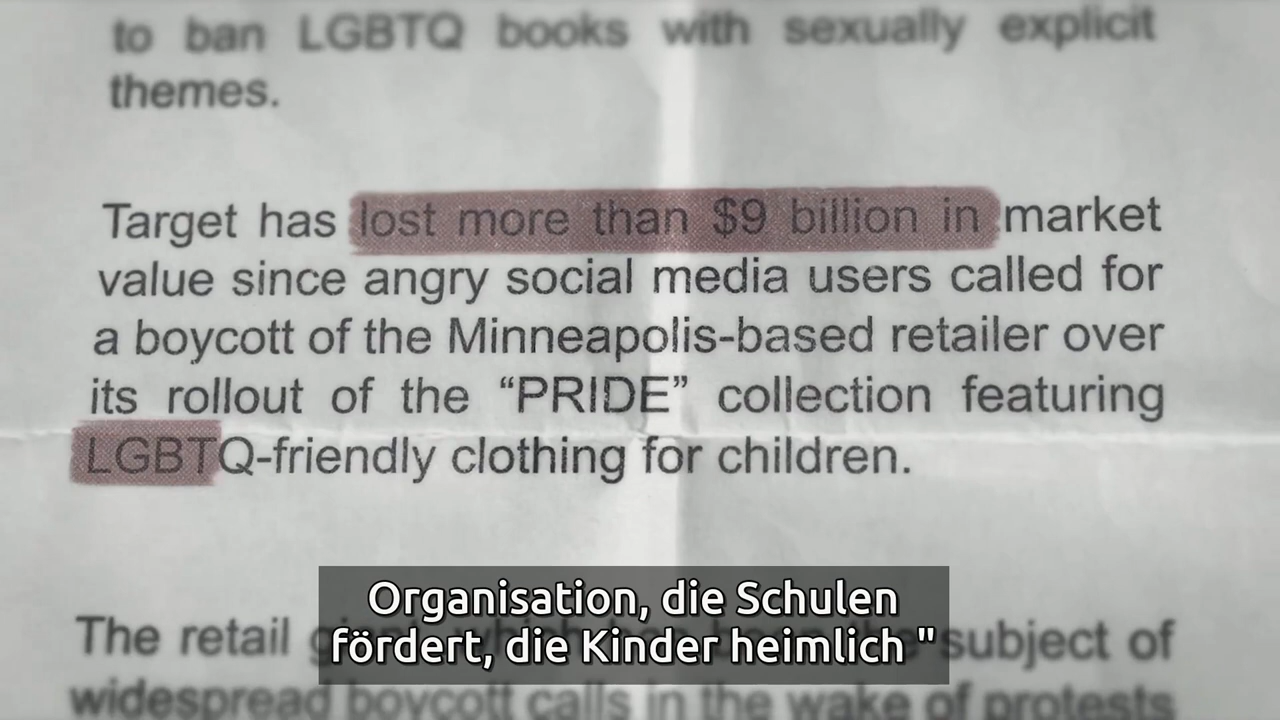 to ban LGBTQ books with sexually explicit
themes.
Target has lost more than $9 billion in market
value since angry social media users called for
a boycott of the Minneapolis-based retailer over
its rollout of the “PRIDE” collection featuring
LGBTQ-friendly clothing for children.
Organisation, die Schulen
fördert, die Kinder heimlich "
The retail subject of
widespread boycott calls in the wake of protests